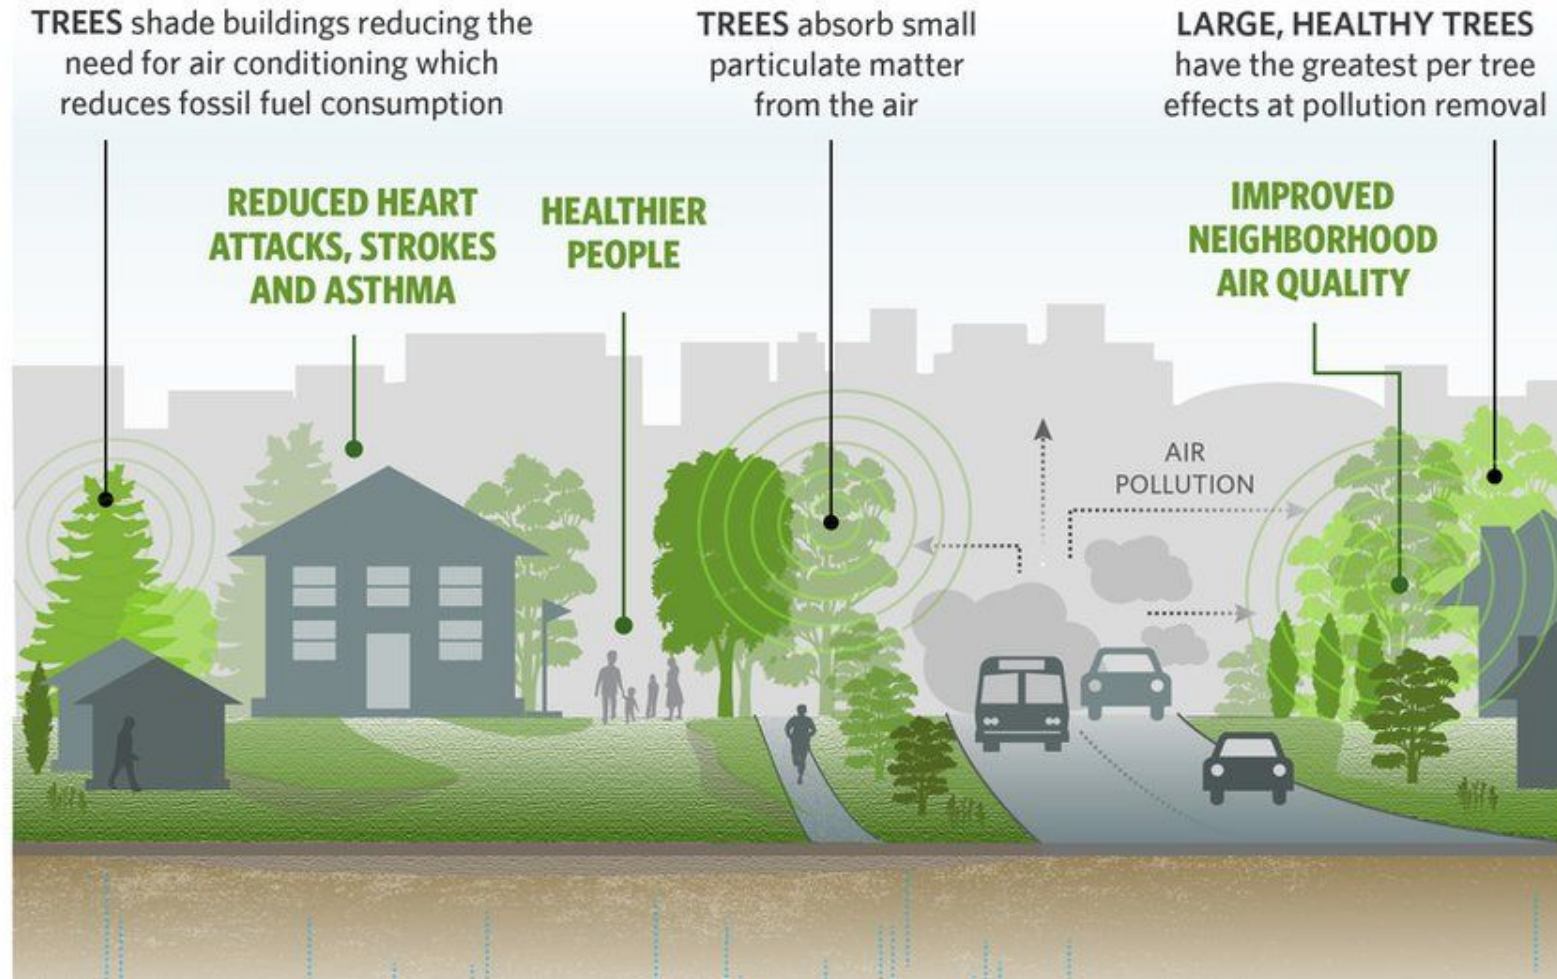 TREES shade buildings reducing the
need for air conditioning which
reduces fossil fuel consumption
TREES absorb small
particulate matter
from the air
LARGE, HEALTHY TREES
have the greatest per tree
effects at pollution removal
REDUCED HEART
ATTACKS, STROKES
AND ASTHMA
HEALTHIER
PEOPLE
IMPROVED
NEIGHBORHOOD
AIR QUALITY
AIR
POLLUTION